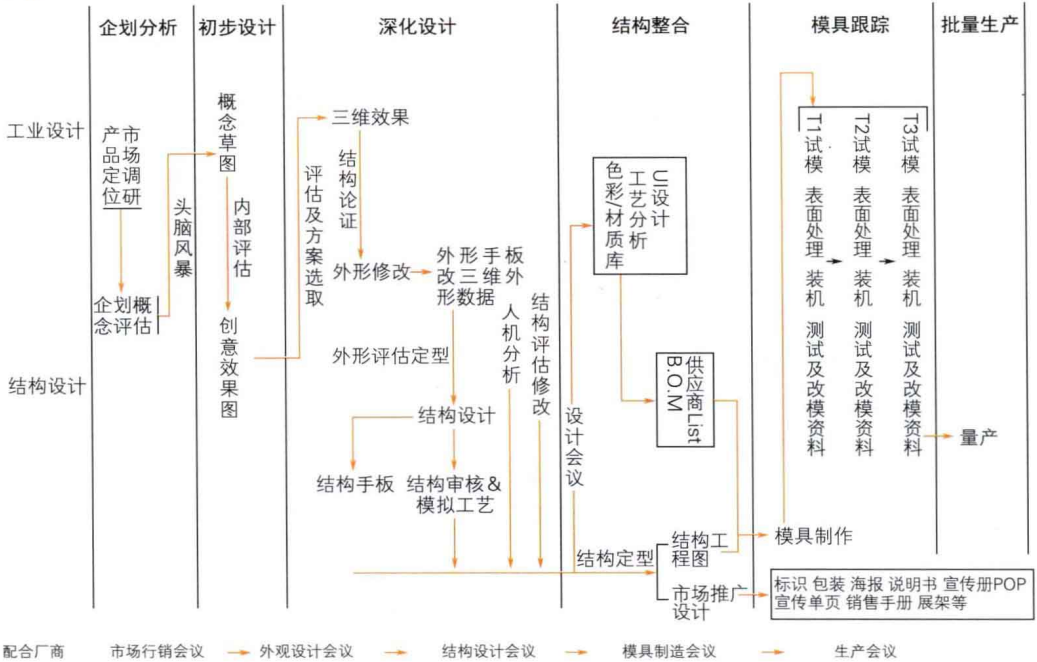 企划分析
初步设计
深化设计
结构整合
模具跟踪
批量生产
工业设计
结构设计
市场调研
产品定位
企划概
念评估
头脑风暴
概念草图
内部评估
创意效果图
评估及方案选取
三维效果
结构论证
外形修改
外形手板
改三维外
形数据
外形评估定型
结构设计
结构手板
结构审核&
模拟工艺
人机分析
结构评估修改
设计会议
UI设计
工艺分析
色彩/材质库
供应商List
B.O.M
结构定型
结构工
程图
市场推广
设计
模具制作
T1试模 表面处理 装机 测试及改模资料
T2试模 表面处理 装机 测试及改模资料
T3试模 表面处理 装机 测试及改模资料
量产
标识 包装 海报 说明书 宣传册POP
宣传单页 销售手册 展架等
配合厂商
市场行销会议
外观设计会议
结构设计会议
模具制造会议
生产会议